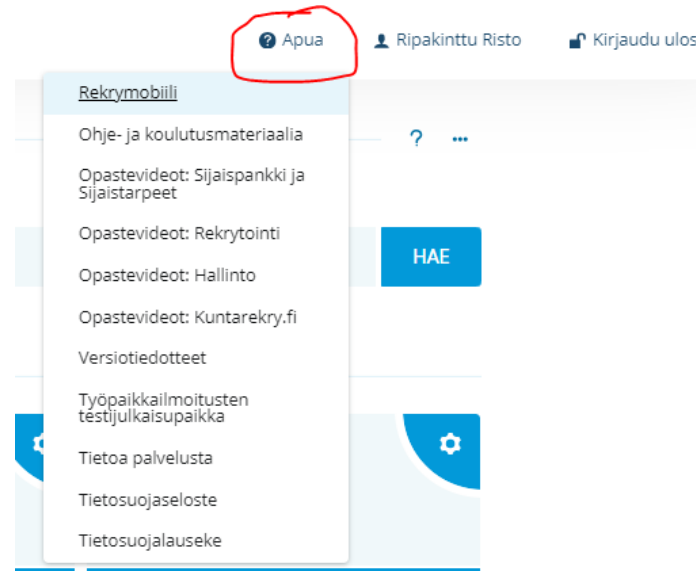 Apua
Ripakinttu Risto
Kirjaudu ulos
Rekrymobiili
Ohje- ja koulutusmateriaalia
?
Opastevideot: Sijaispankki ja
Sijaistarpeet
Opastevideot: Rekrytointi
HAE
Opastevideot: Hallinto
Opastevideot: Kuntarekry.fi
Versiotiedotteet
Työpaikkailmoitusten
testijulkaisupaikka
Tietoa palvelusta
Tietosuojaseloste
Tietosuojalauseke